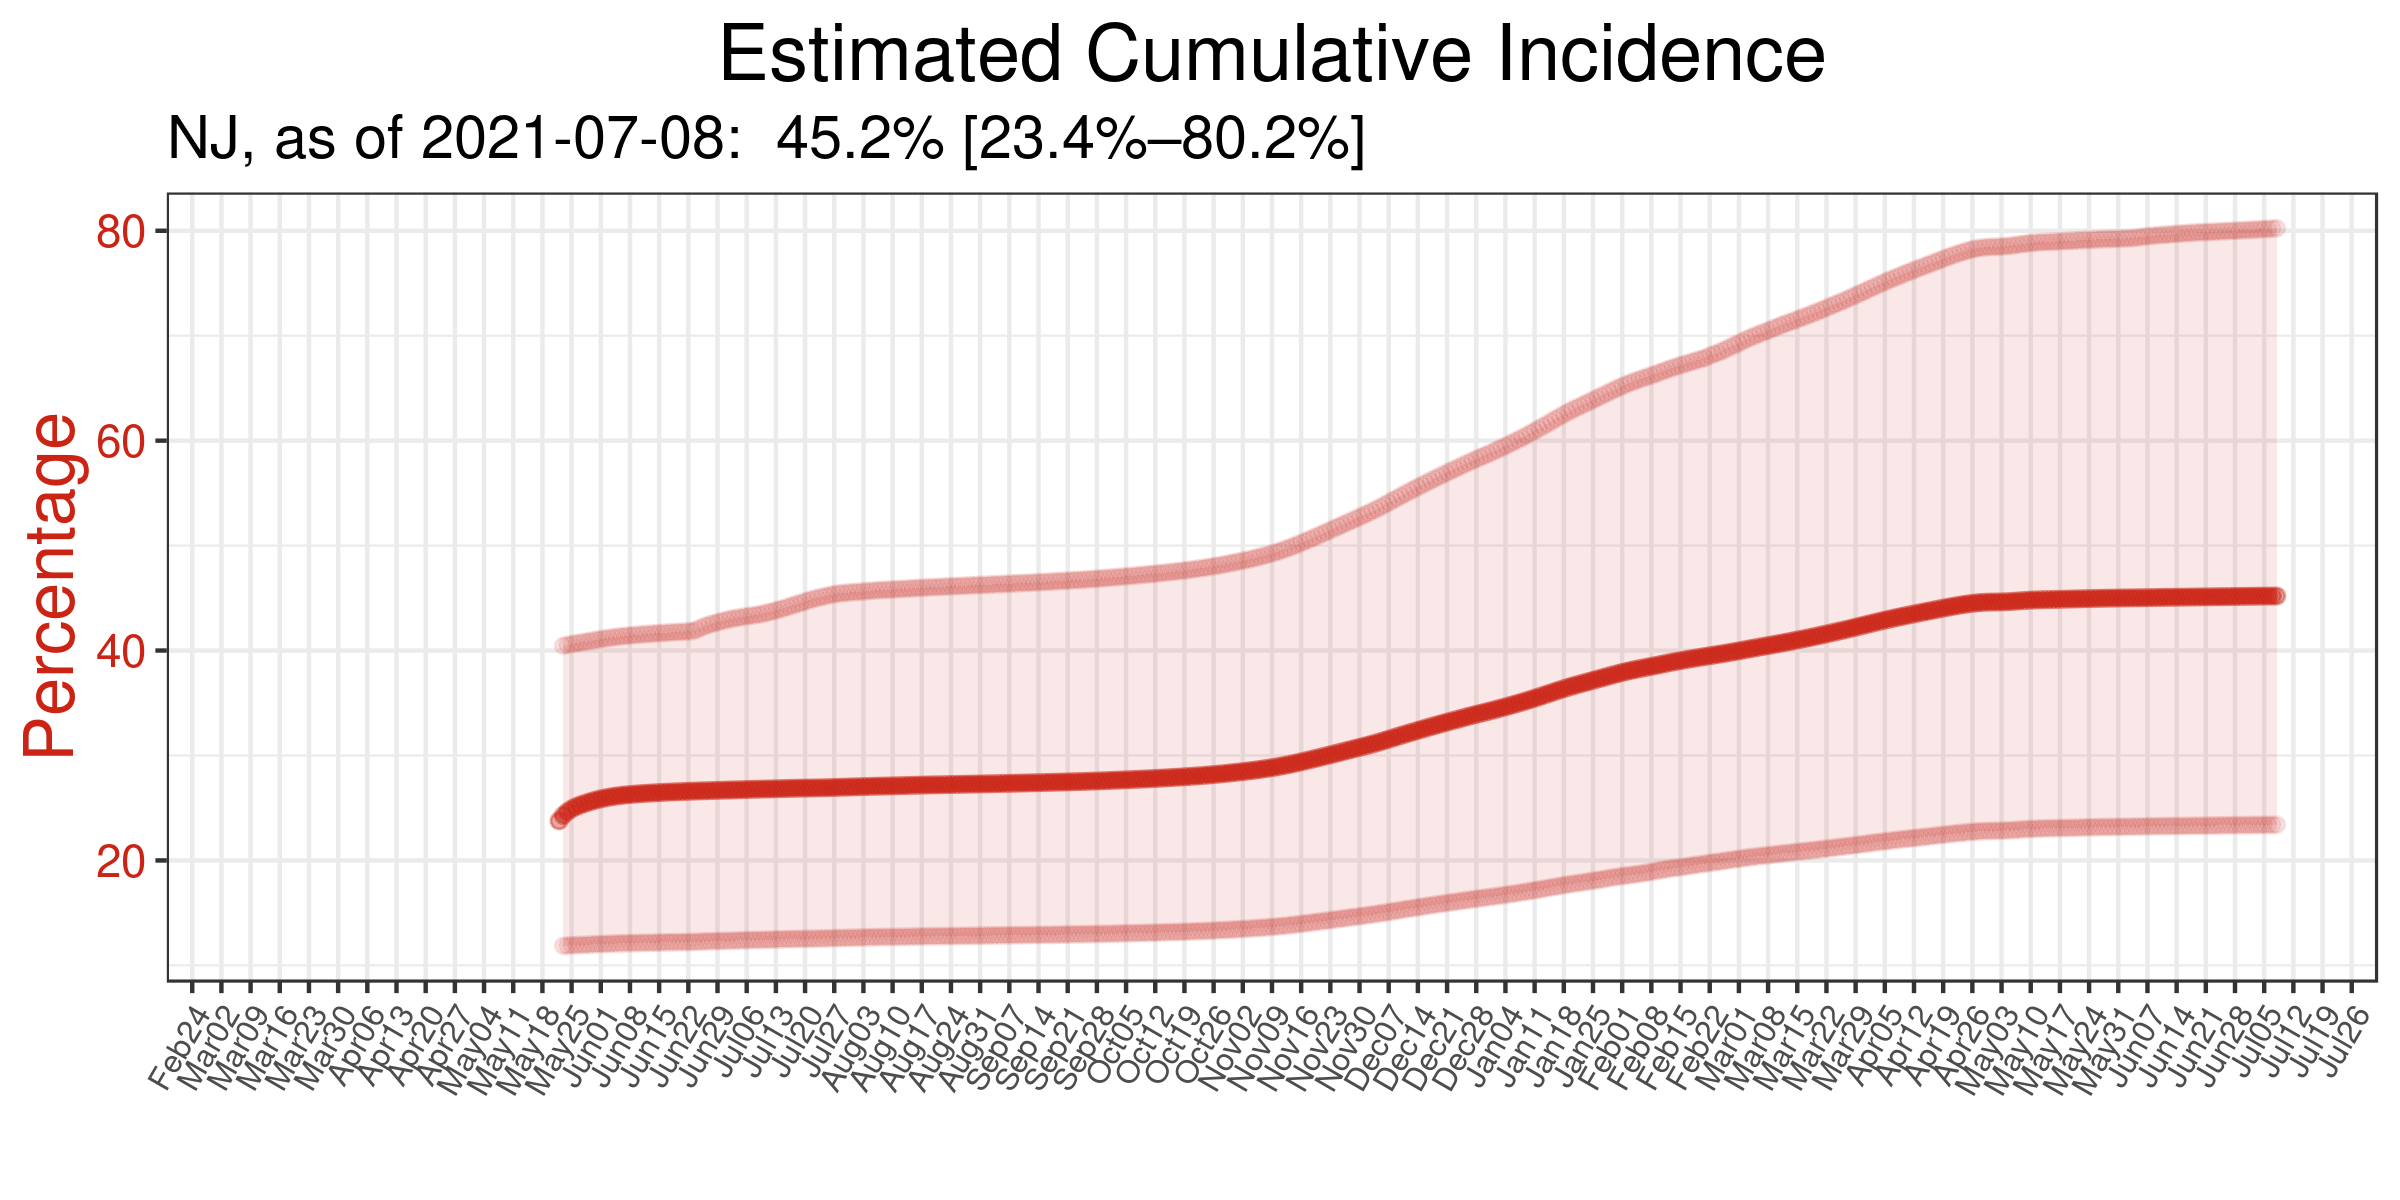 Estimated Cumulative Incidence
NJ, as of 2021-07-08:  45.2% [23.4%–80.2%]
Percentage
80
60
40
20
Feb24 Mar02 Mar09 Mar16 Mar23 Mar30 Apr06 Apr13 Apr20 Apr27 May04 May11 May18 May25 Jun01 Jun08 Jun15 Jun22 Jun29 Jul06 Jul13 Jul20 Jul27 Aug03 Aug10 Aug17 Aug24 Aug31 Sep07 Sep14 Sep21 Sep28 Oct05 Oct12 Oct19 Oct26 Nov02 Nov09 Nov16 Nov23 Nov30 Dec07 Dec14 Dec21 Dec28 Jan04 Jan11 Jan18 Jan25 Feb01 Feb08 Feb15 Feb22 Mar01 Mar08 Mar15 Mar22 Mar29 Apr05 Apr12 Apr19 Apr26 May03 May10 May17 May24 May31 Jun07 Jun14 Jun21 Jun28 Jul05 Jul12 Jul19 Jul26